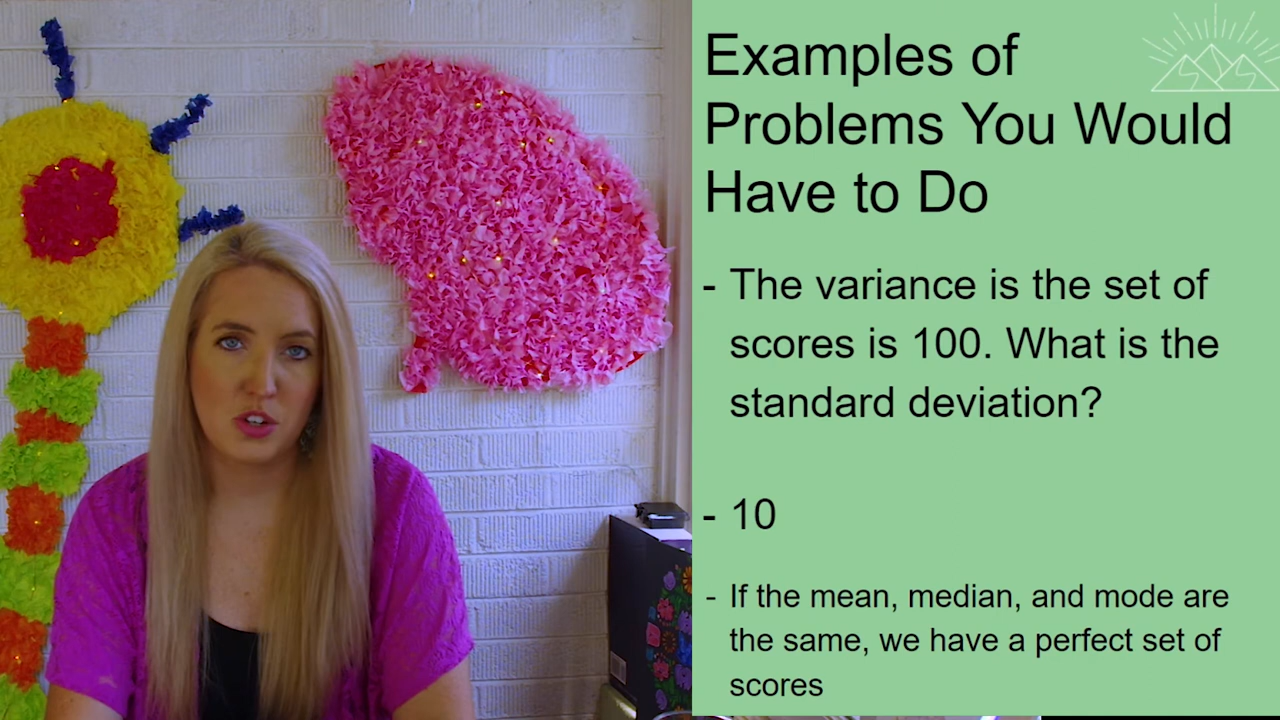 Examples of
Problems You Would
Have to Do
- The variance is the set of
scores is 100. What is the
standard deviation?
- 10
- If the mean, median, and mode are
the same, we have a perfect set of
scores